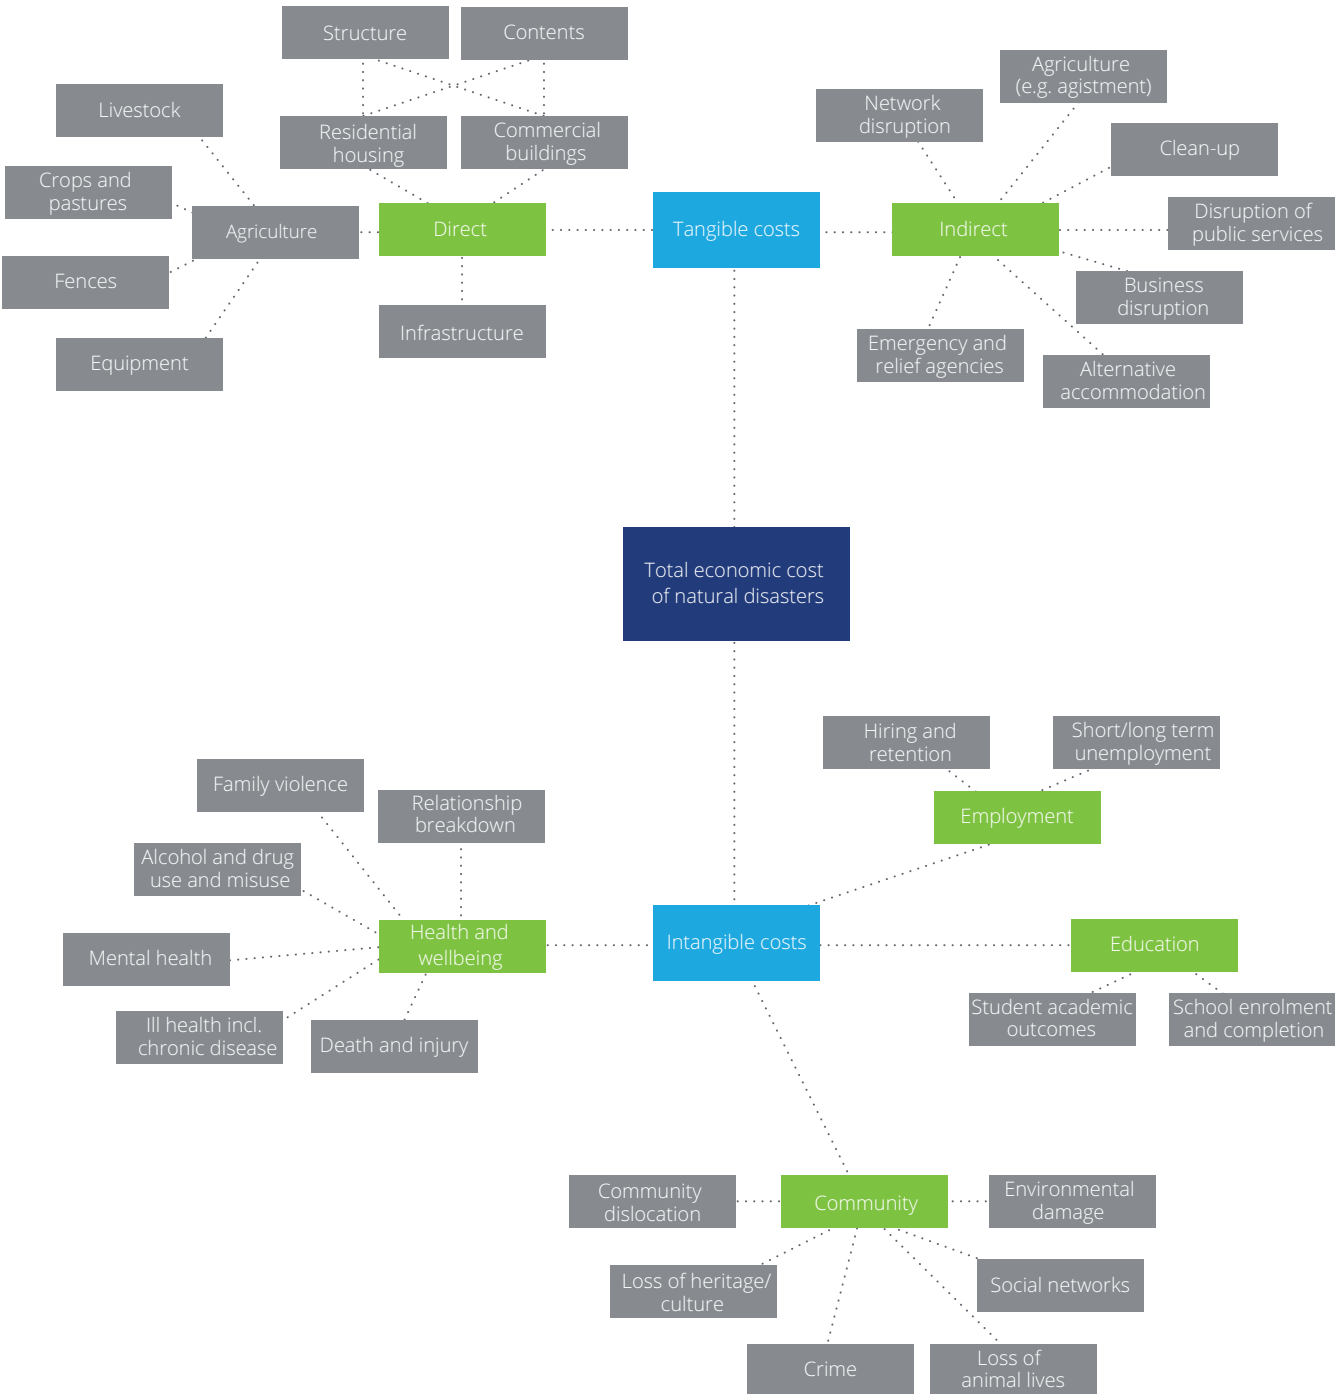 Structure
Contents
Agriculture
(e.g. agistment)
Livestock
Network
disruption
Residential
housing
Commercial
buildings
Clean-up
Crops and
pastures
Agriculture
Direct
Tangible costs
Indirect
Disruption of
public services
Fences
Business
disruption
Infrastructure
Emergency and
relief agencies
Equipment
Alternative
accommodation
Total economic cost
of natural disasters
Hiring and
retention
Short/long term
unemployment
Family violence
Relationship
breakdown
Employment
Alcohol and drug
use and misuse
Health and
wellbeing
Intangible costs
Education
Mental health
Student academic
outcomes
School enrolment
and completion
Ill health incl.
chronic disease
Death and injury
Community
dislocation
Community
Environmental
damage
Loss of heritage/
culture
Social networks
Crime
Loss of
animal lives